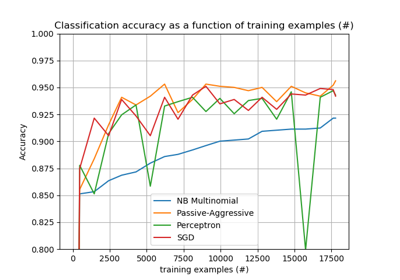 Classification accuracy as a function of training examples (#)
1.000
0.975
0.950
0.925
0.900
0.875
0.850
0.825
0.800
Accuracy
NB Multinomial
Passive-Aggressive
Perceptron
SGD
0 2500 5000 7500 10000 12500 15000 17500
training examples (#)